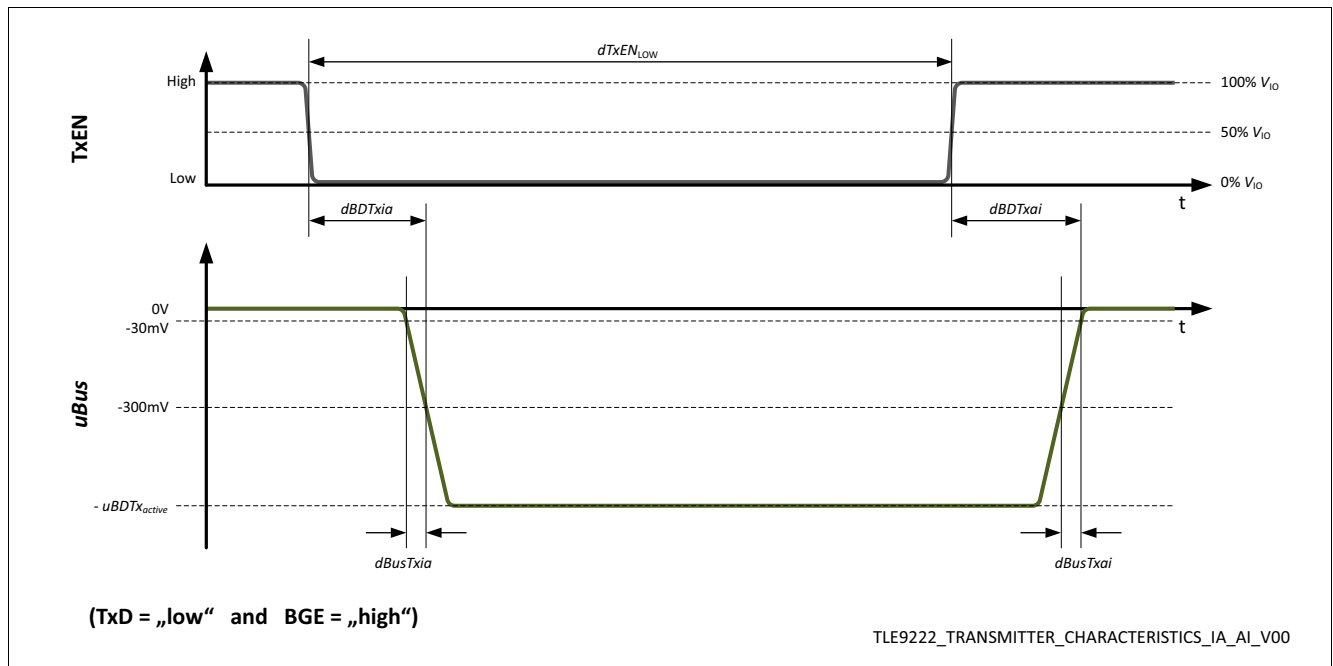 dTxEN_LOW
High
100% V_IO
TxEN
50% V_IO
Low
0% V_IO
t
dBDTxia
dBDTxai
0V
-30mV
t
uBus
-300mV
- uBDTx_active
dBusTxia
dBusTxai
(TxD = „low“ and BGE = „high“)
TLE9222_TRANSMITTER_CHARACTERISTICS_IA_AI_V00